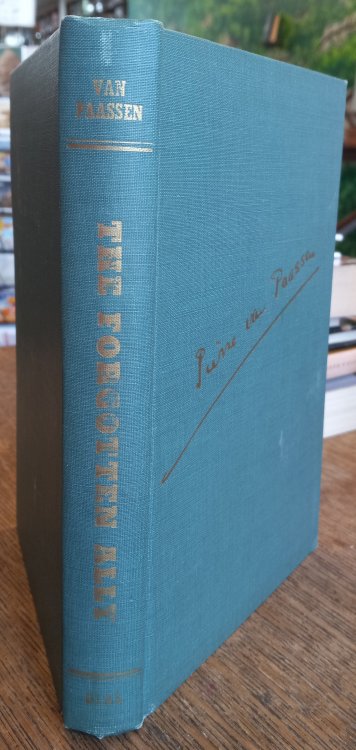 VAN
PAASSEN
THE FORGOTTEN ALLY
Pierre van Paassen